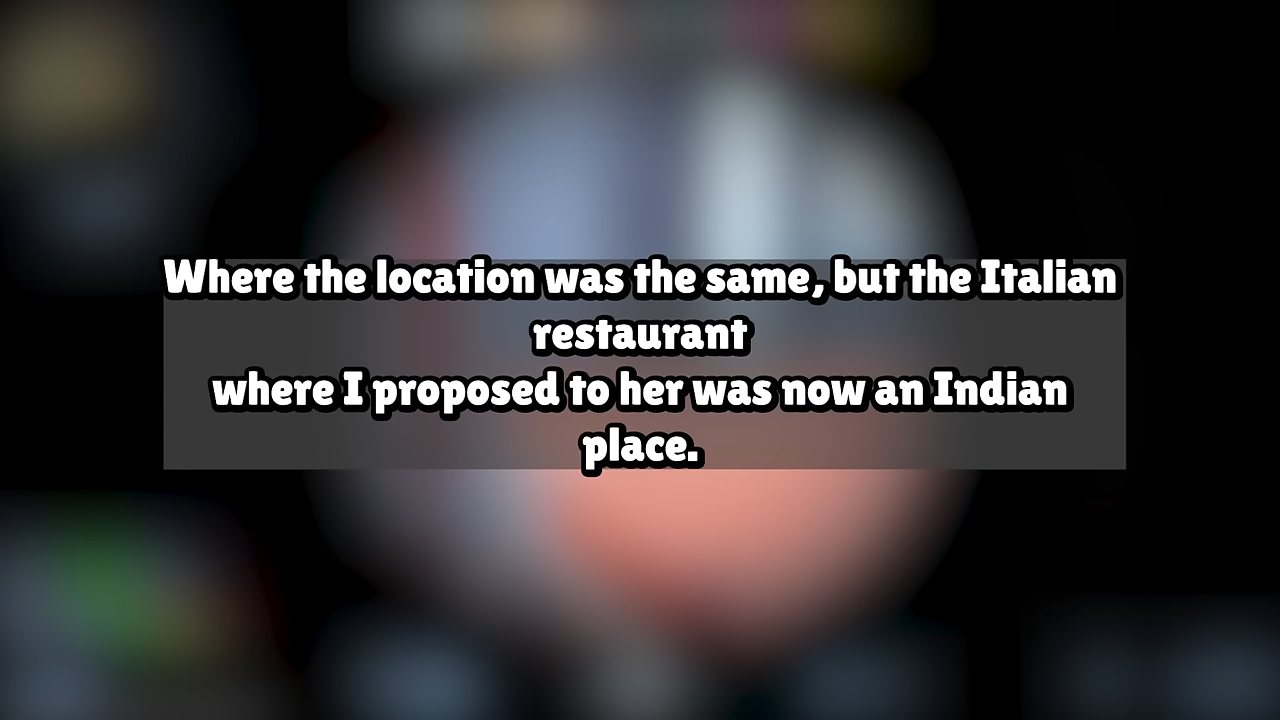 Where the location was the same, but the Italian
restaurant
where I proposed to her was now an Indian
place.